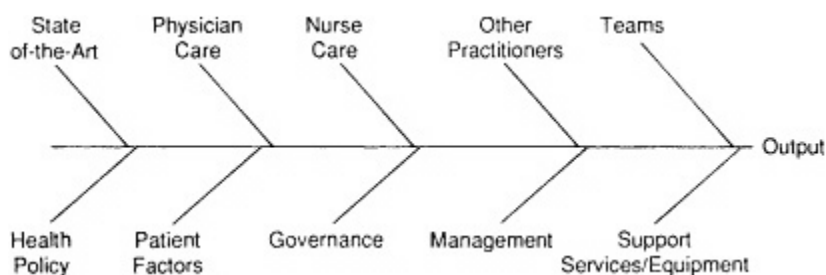 State
of-the-Art
Physician
Care
Nurse
Care
Other
Practitioners
Teams
Output
Health
Policy
Patient
Factors
Governance
Management
Support
Services/Equipment